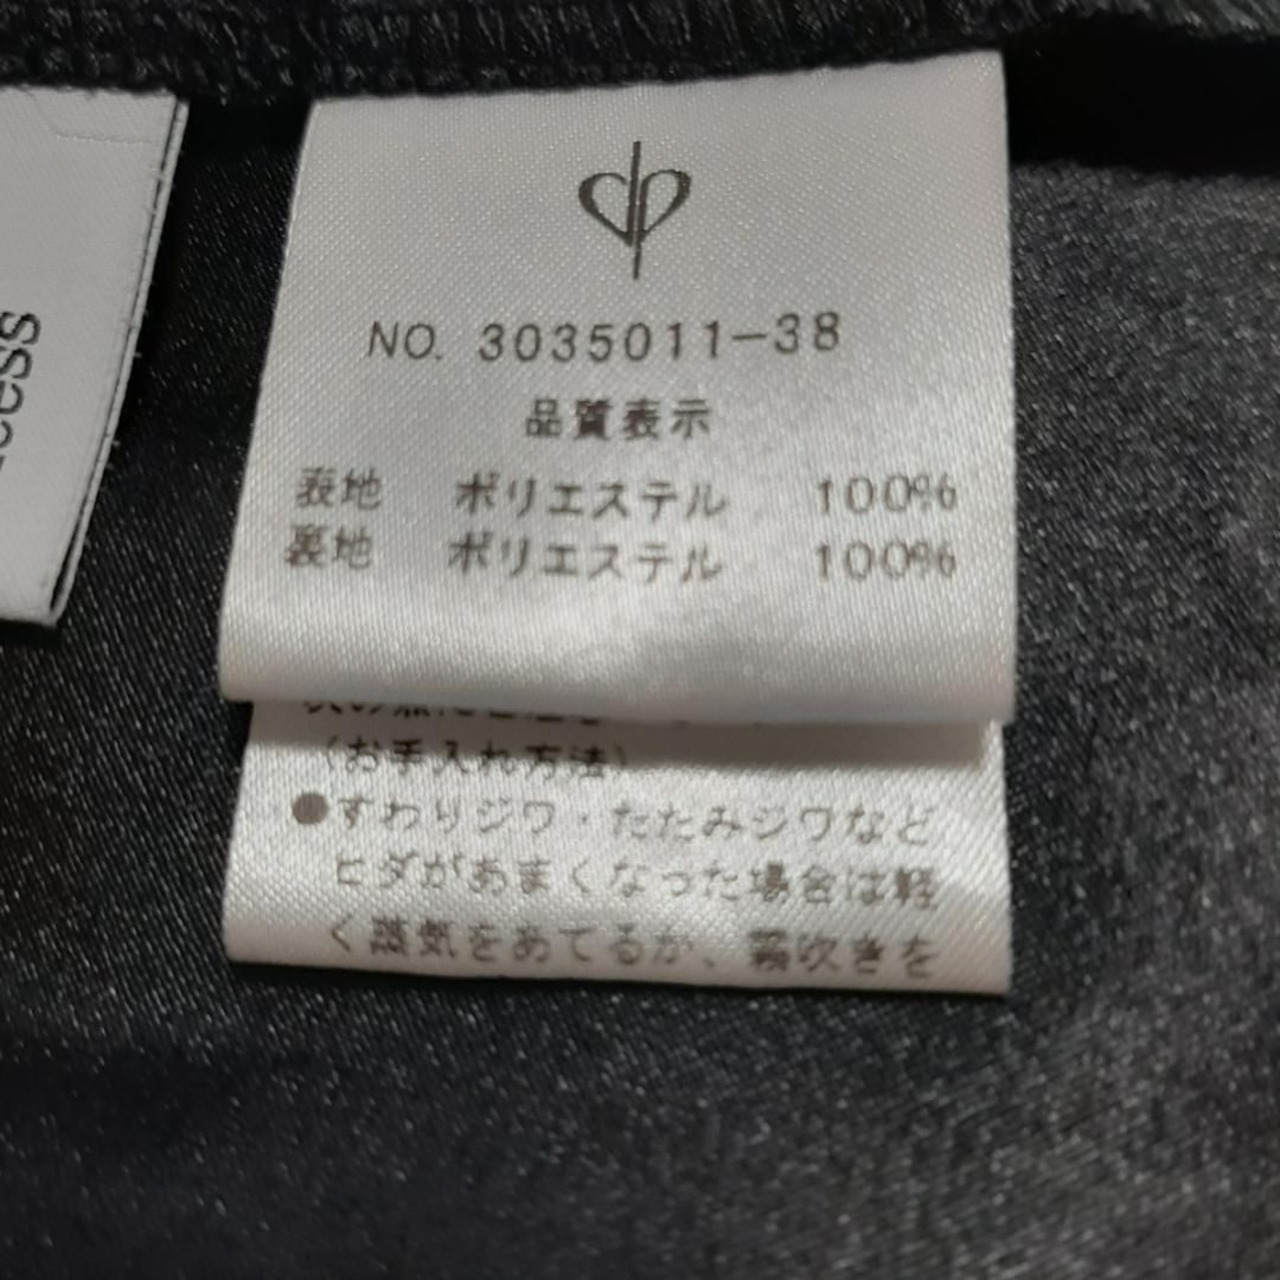 NO. 3035011-38
品質表示
表地 ポリエステル 100%
裏地 ポリエステル 100%
(お手入れ方法)
●すわりジワ・たたみジワなど
ヒダがあまくなった場合は軽
く蒸気をあてるか、霧吹きを
cess